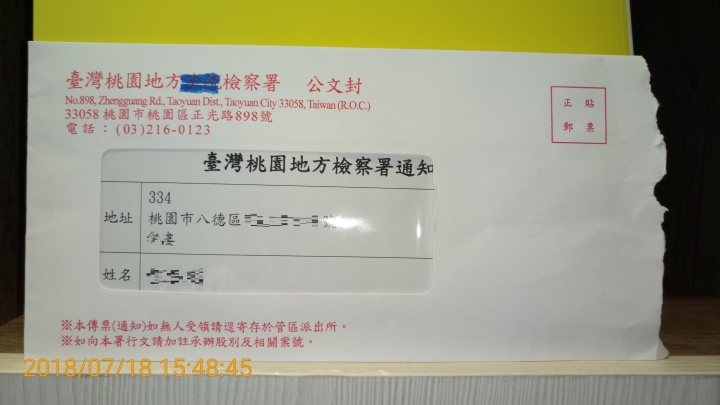 臺灣桃園地方檢察署 公文封
No.898, Zhengguang Rd., Taoyuan Dist., Taoyuan City 33058, Taiwan (R.O.C.)
33058 桃園市桃園區正光路898號
電話：(03)216-0123
正 貼
郵 票
臺灣桃園地方檢察署通知
地址
334
桃園市八德區
姓名
※本傳票(通知)如無人受領請逕寄存於管區派出所。
※如向本署行文請加註承辦股別及相關案號。
2018/07/18 15:48:45